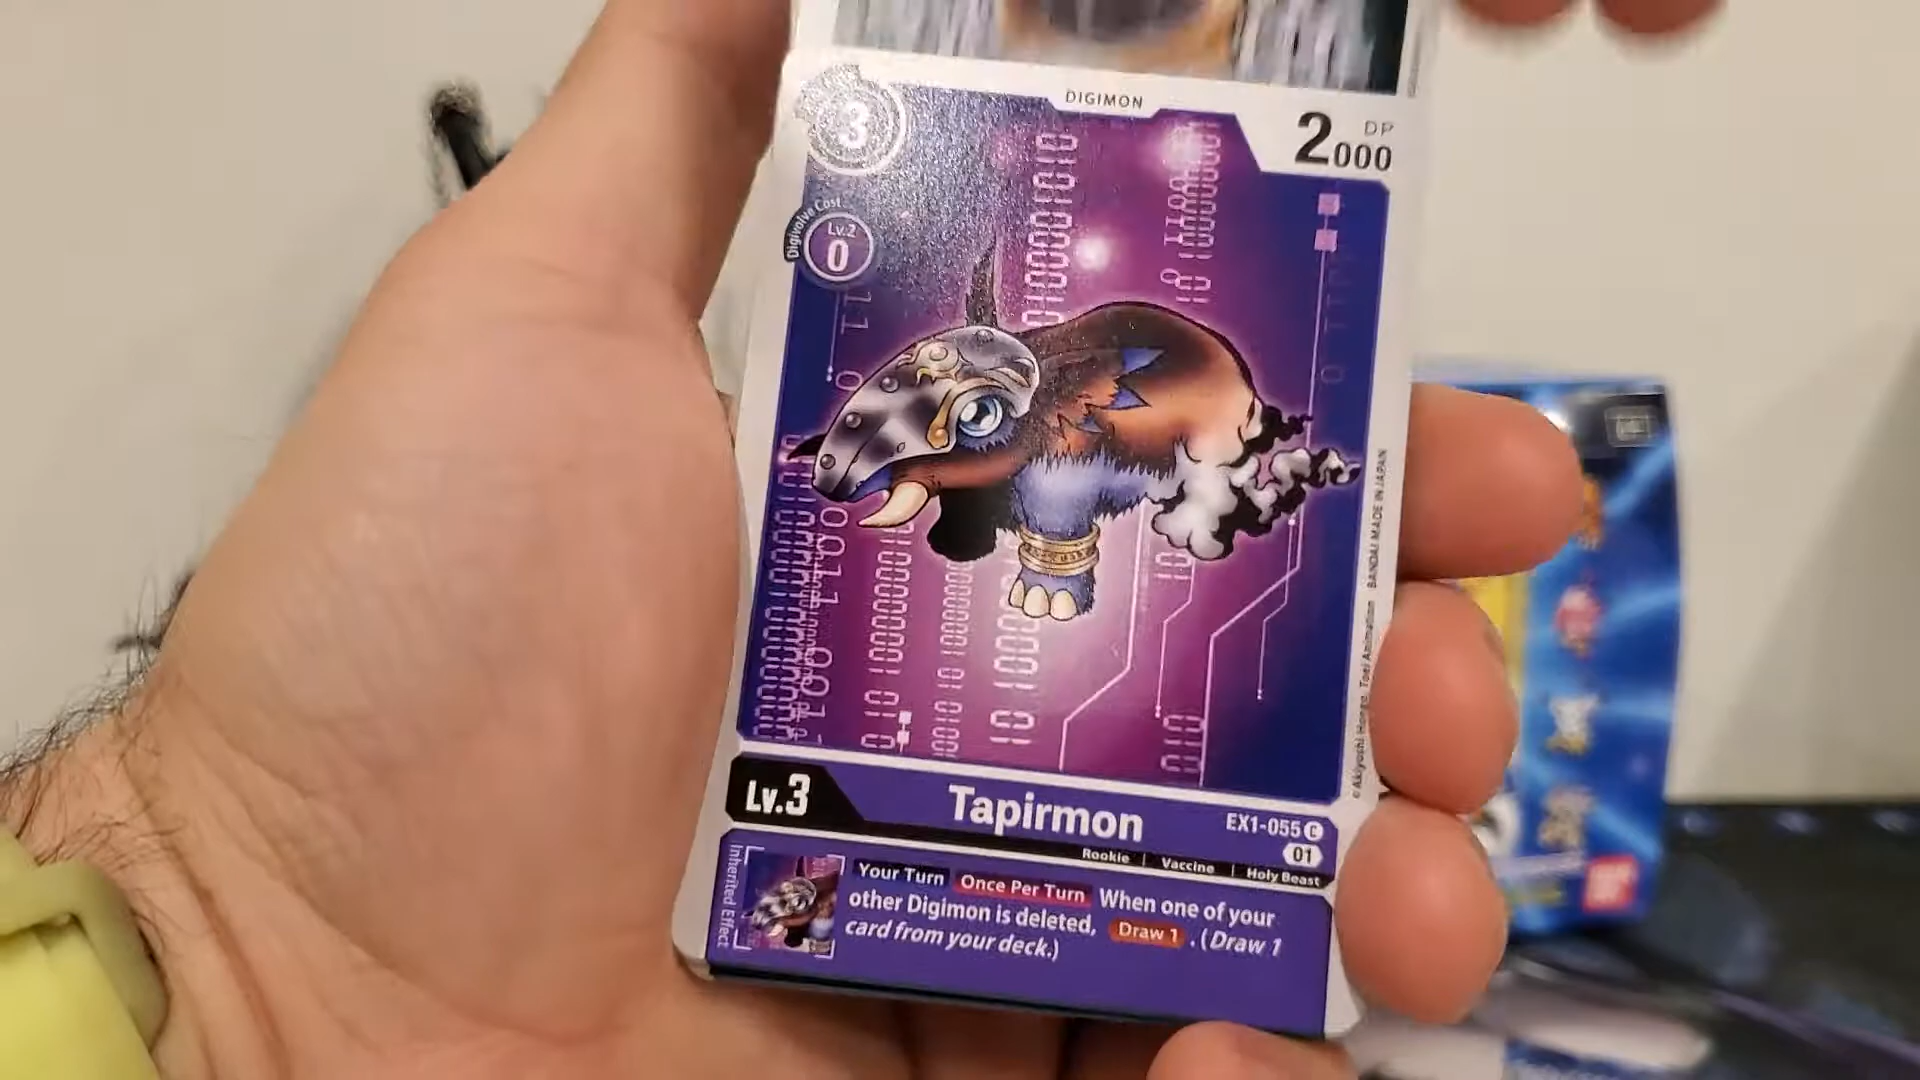 DIGIMON
3
2000
DP
Digivolve Cost
Lv.2
0
©Akiyoshi Hongo, Toei Animation BANDAI MADE IN JAPAN
Lv.3
Tapirmon
EX1-055 C
01
Rookie | Vaccine | Holy Beast
Inherited Effect
Your Turn Once Per Turn When one of your
other Digimon is deleted, Draw 1 . (Draw 1
card from your deck.)